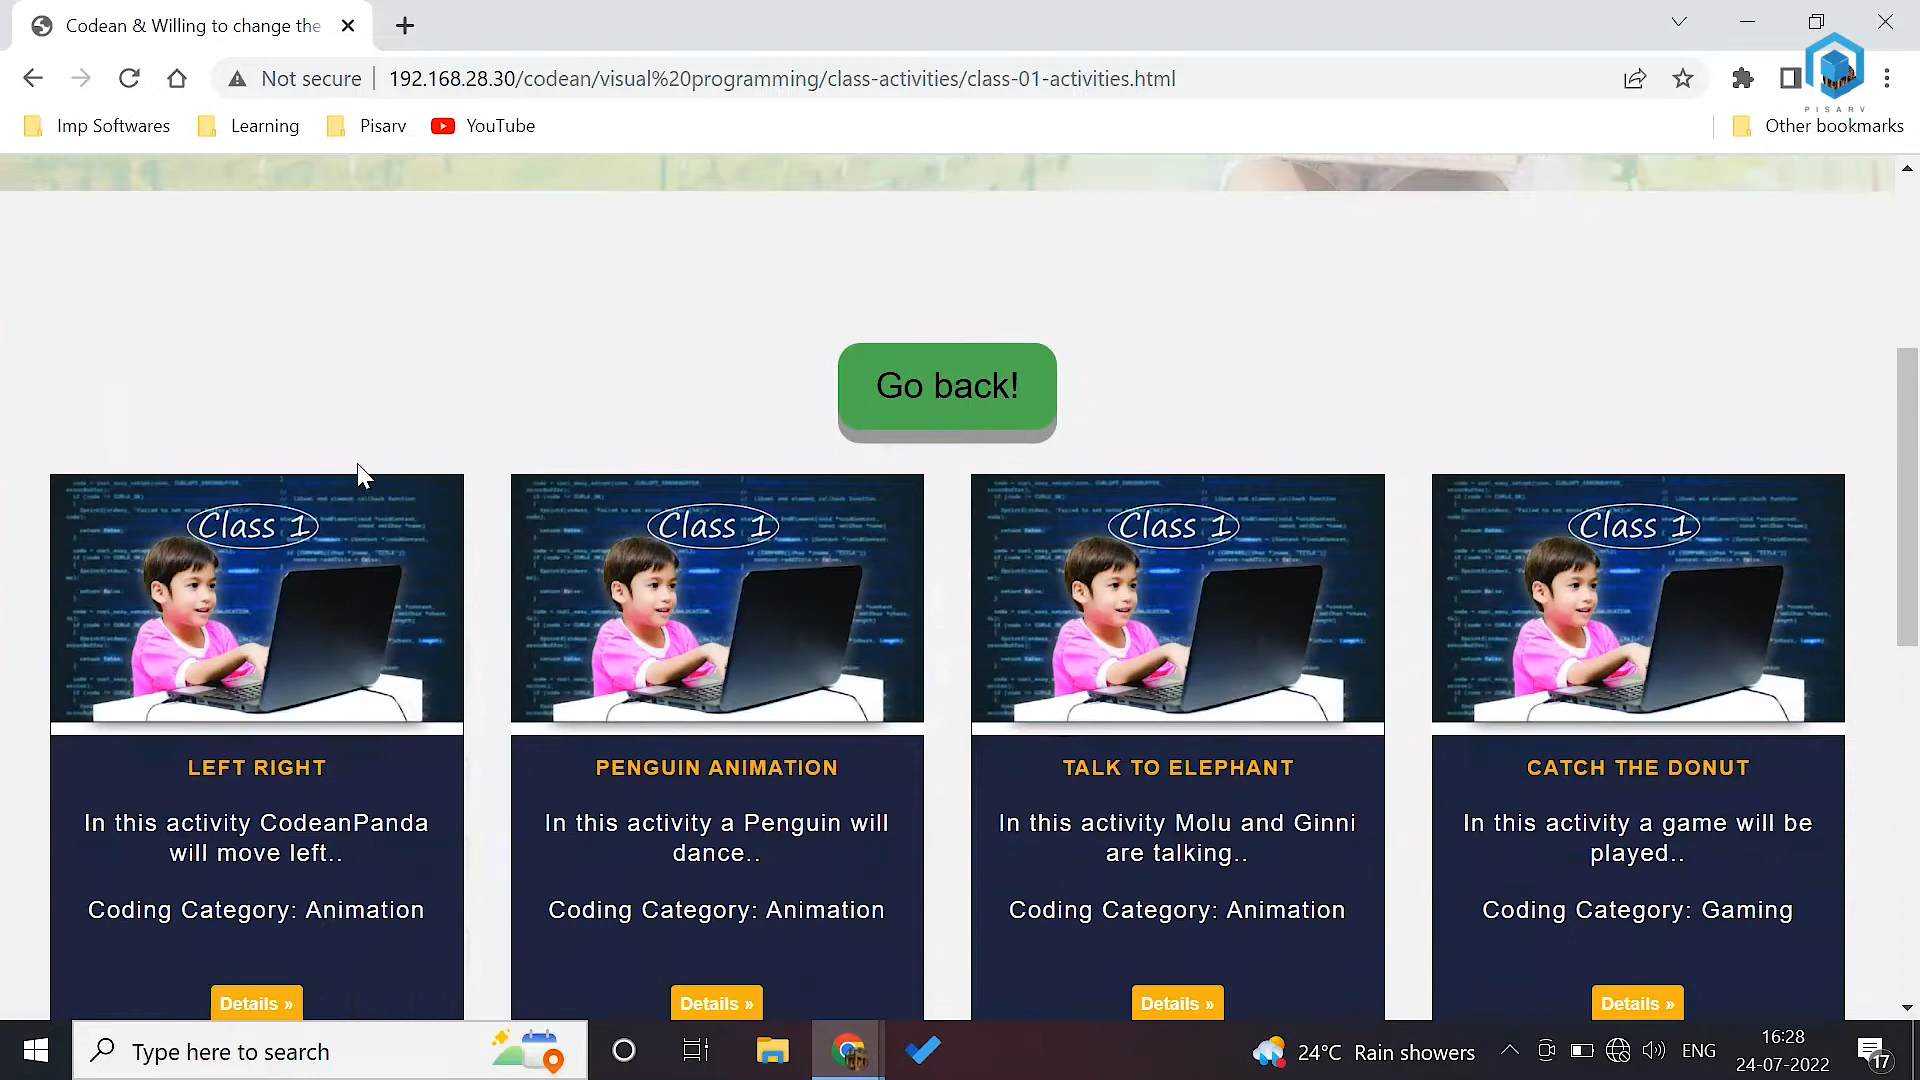 Codean & Willing to change the
Not secure
192.168.28.30/codean/visual%20programming/class-activities/class-01-activities.html
PISARV
Imp Softwares
Learning
Pisarv
YouTube
Other bookmarks
Go back!
Class 1
Class 1
Class 1
Class 1
LEFT RIGHT
In this activity CodeanPanda
will move left..
Coding Category: Animation
Details »
PENGUIN ANIMATION
In this activity a Penguin will
dance..
Coding Category: Animation
Details »
TALK TO ELEPHANT
In this activity Molu and Ginni
are talking..
Coding Category: Animation
Details »
CATCH THE DONUT
In this activity a game will be
played..
Coding Category: Gaming
Details »
Type here to search
24°C Rain showers
ENG
16:28
24-07-2022
17